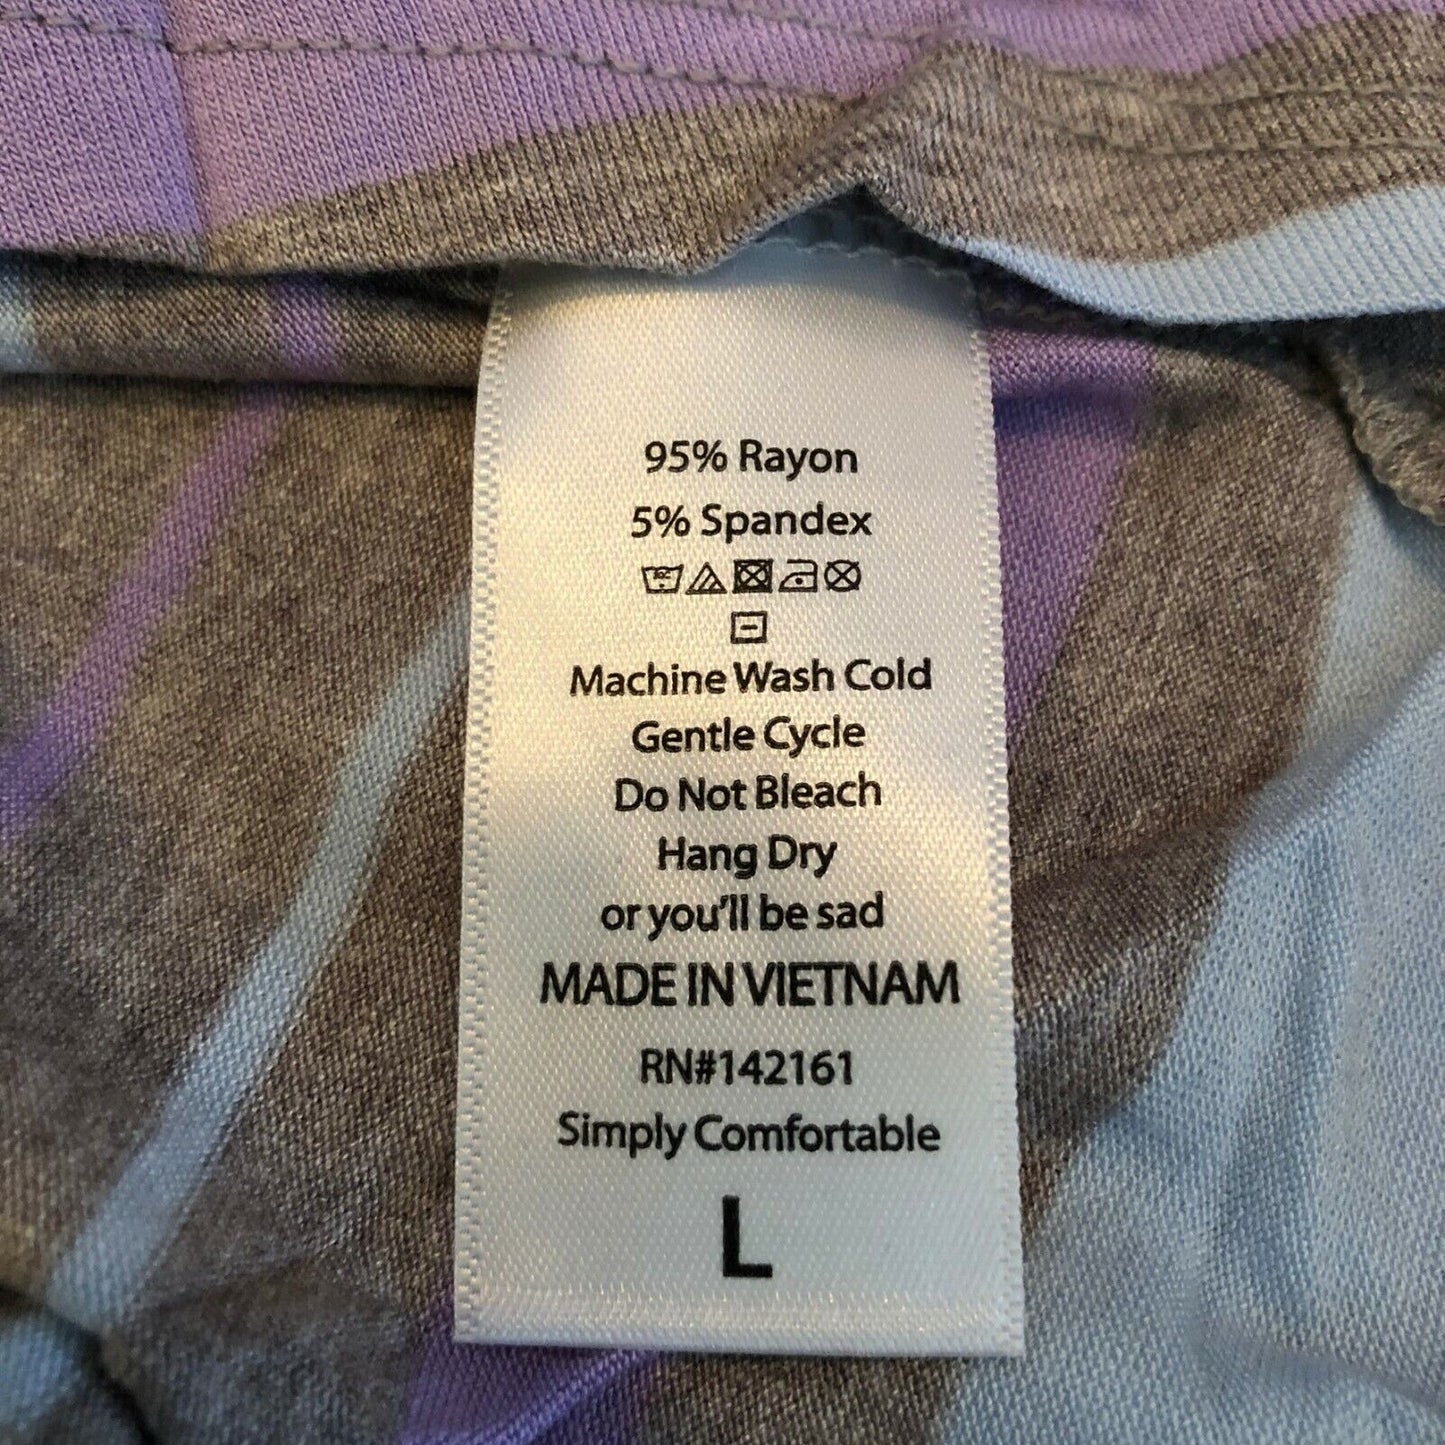 95% Rayon
5% Spandex
Machine Wash Cold
Gentle Cycle
Do Not Bleach
Hang Dry
or you'll be sad
MADE IN VIETNAM
RN#142161
Simply Comfortable
L